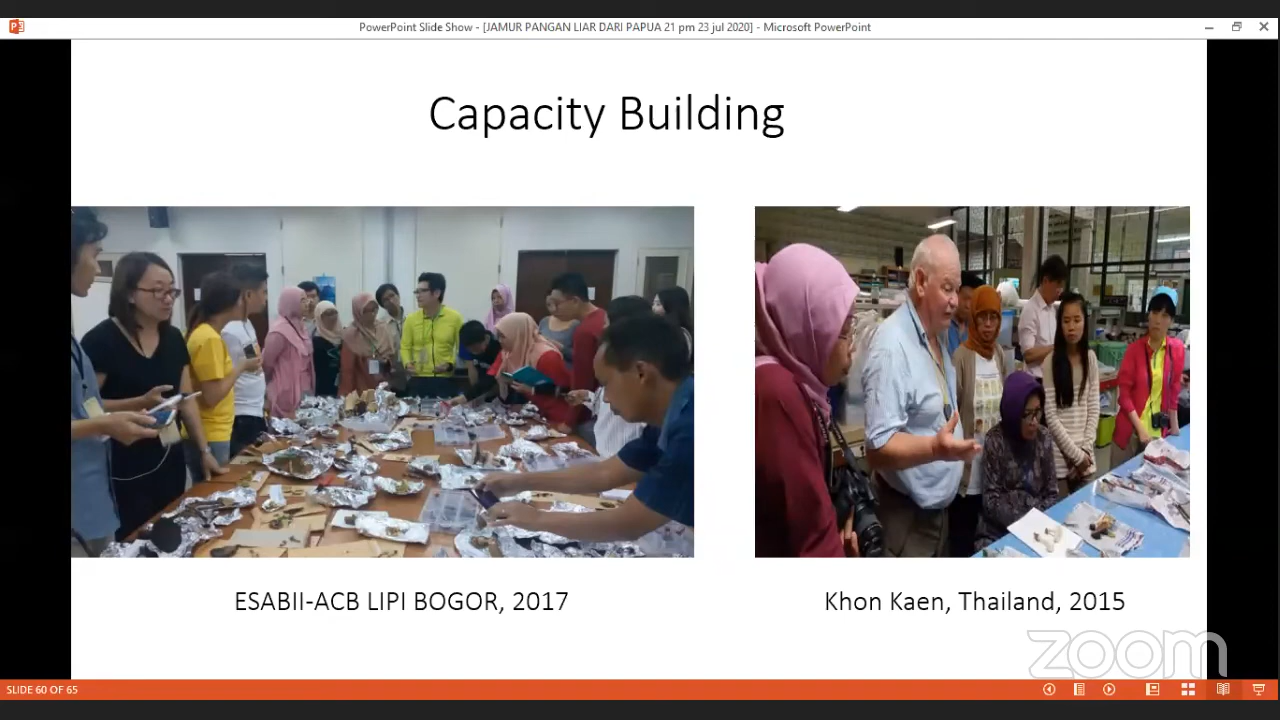 PowerPoint Slide Show - [JAMUR PANGAN LIAR DARI PAPUA 21 pm 23 jul 2020] - Microsoft PowerPoint
Capacity Building
ESABII-ACB LIPI BOGOR, 2017
Khon Kaen, Thailand, 2015
zoom
SLIDE 60 OF 65